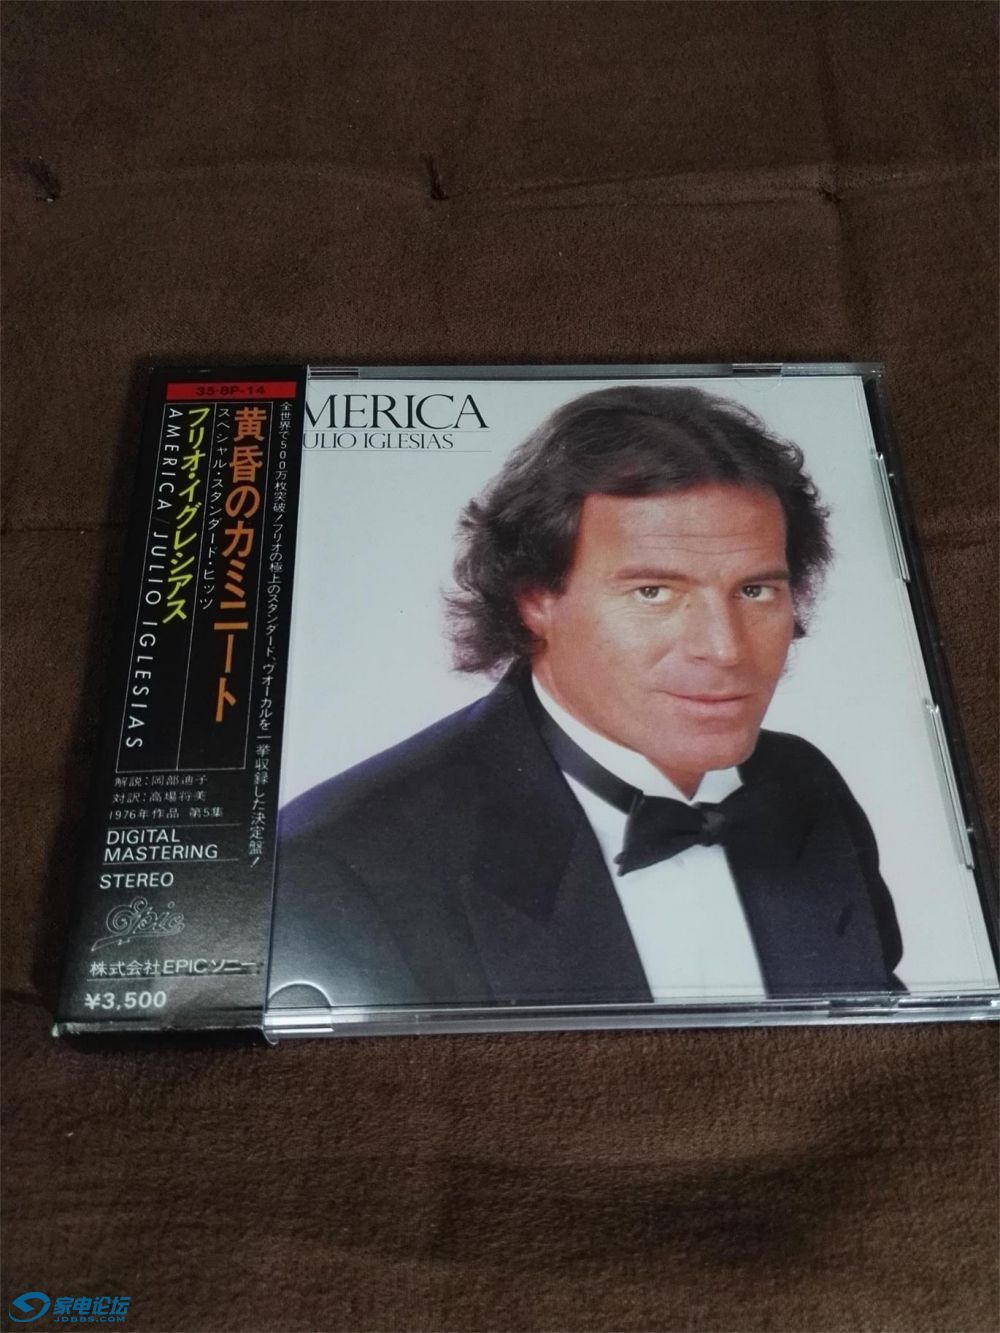 35・8P-14
全世界で500万枚突破！フリオの極上のスタンダード、ヴォーカルを一挙収録した決定盤！
黄昏のカミニート
スペシャル・スタンダード・ヒッツ
フリオ・イグレシアス
AMERICA/JULIO IGLESIAS
解説：岡部迪子
対訳：高場将美
1976年作品 第5集
DIGITAL
MASTERING
STEREO
Epic
株式会社EPICソニー
¥3,500
MERICA
ULIO IGLESIAS
家电论坛
JDBBS.COM